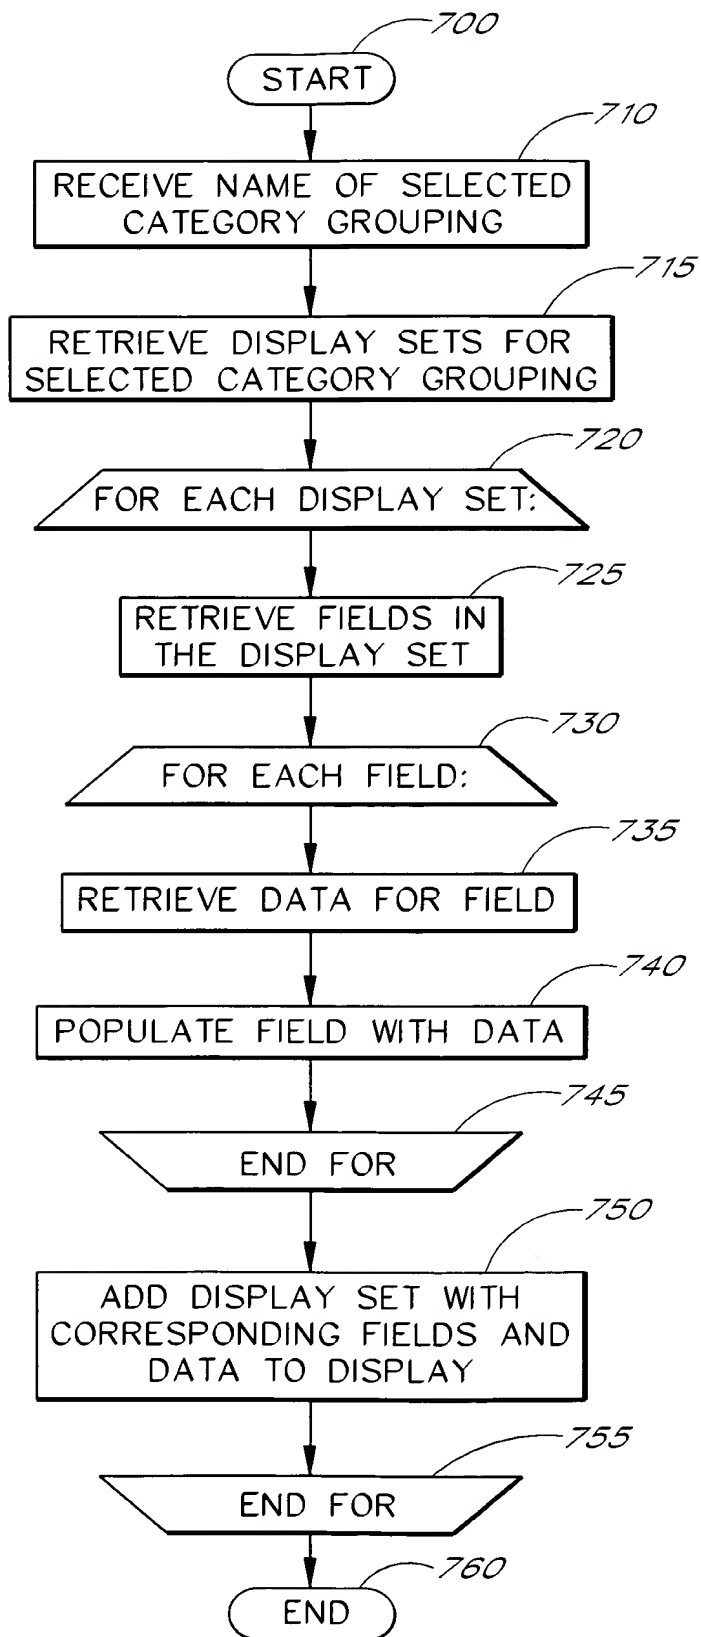 700
START
710
RECEIVE NAME OF SELECTED
CATEGORY GROUPING
715
RETRIEVE DISPLAY SETS FOR
SELECTED CATEGORY GROUPING
720
FOR EACH DISPLAY SET:
725
RETRIEVE FIELDS IN
THE DISPLAY SET
730
FOR EACH FIELD:
735
RETRIEVE DATA FOR FIELD
740
POPULATE FIELD WITH DATA
745
END FOR
750
ADD DISPLAY SET WITH
CORRESPONDING FIELDS AND
DATA TO DISPLAY
755
END FOR
760
END